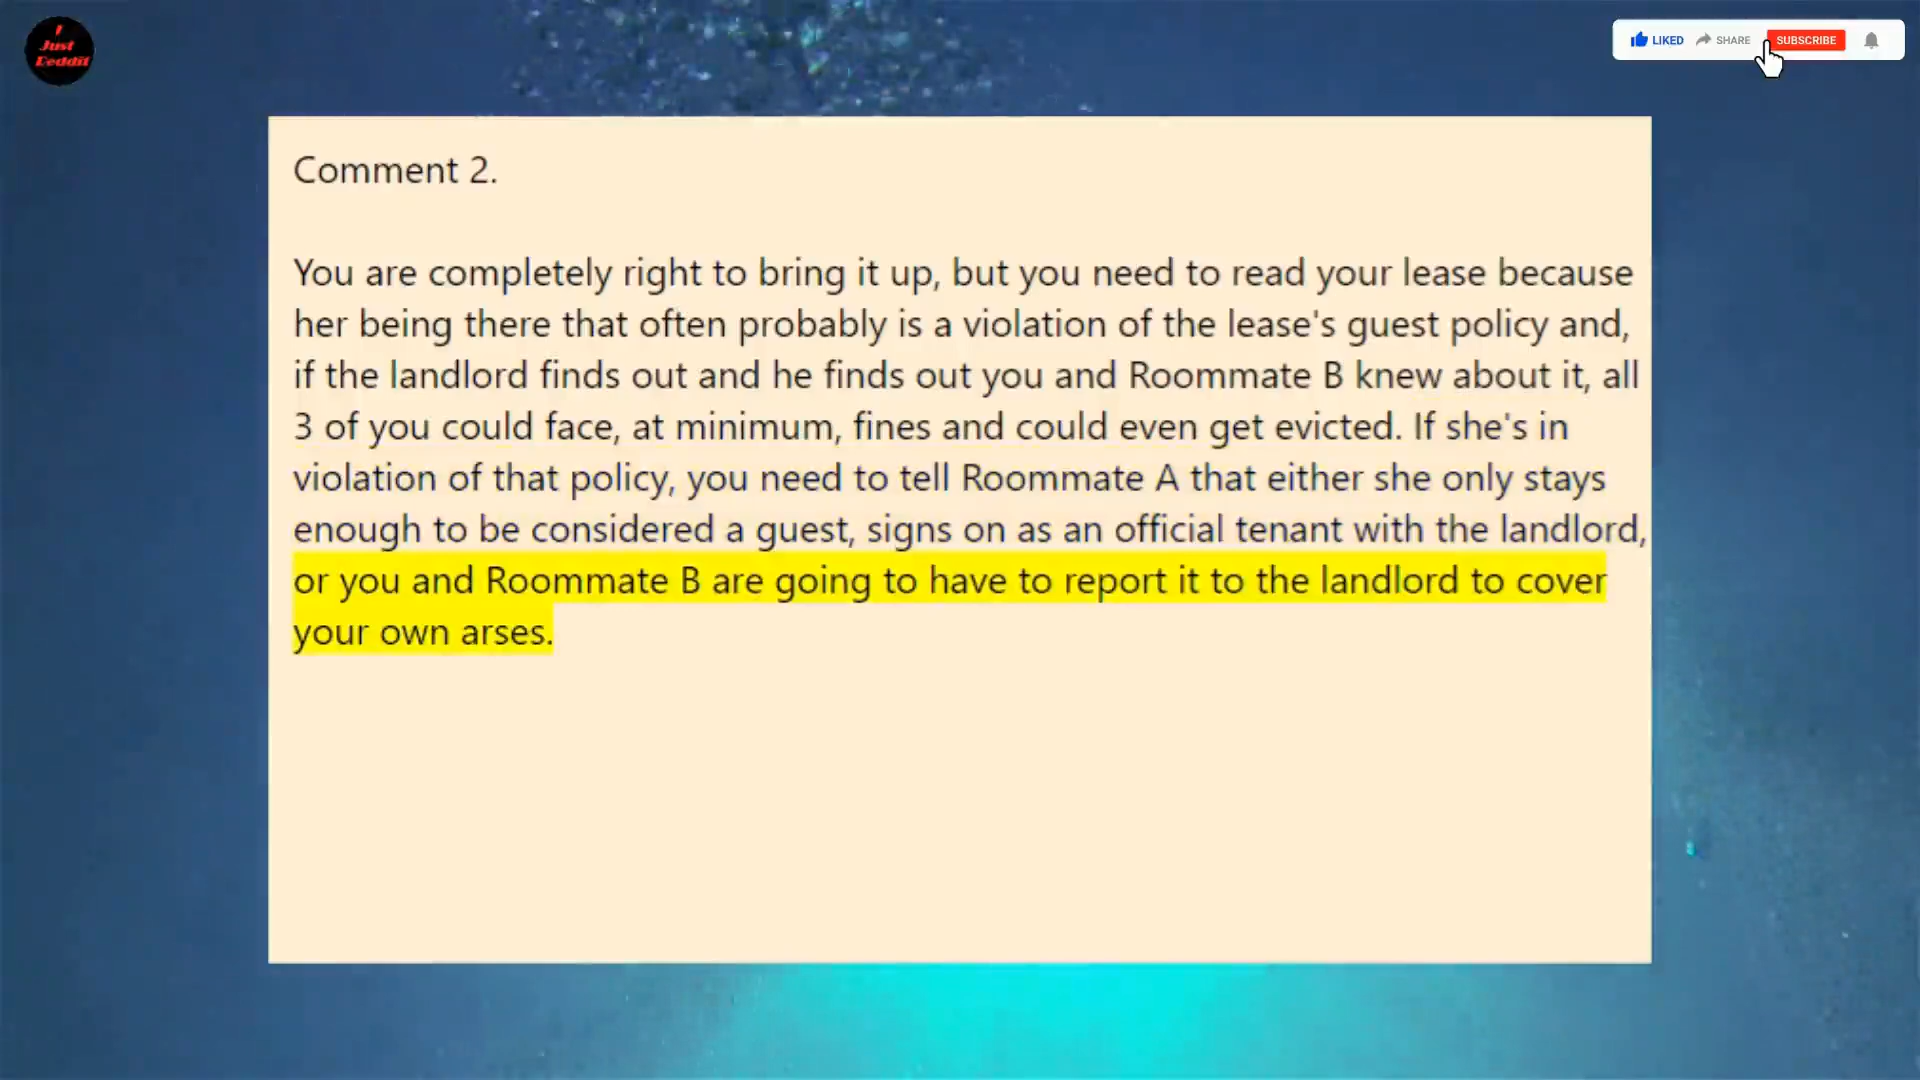 I
Just
Reddit
LIKED SHARE SUBSCRIBE
Comment 2.
You are completely right to bring it up, but you need to read your lease because
her being there that often probably is a violation of the lease's guest policy and,
if the landlord finds out and he finds out you and Roommate B knew about it, all
3 of you could face, at minimum, fines and could even get evicted. If she's in
violation of that policy, you need to tell Roommate A that either she only stays
enough to be considered a guest, signs on as an official tenant with the landlord,
or you and Roommate B are going to have to report it to the landlord to cover
your own arses.